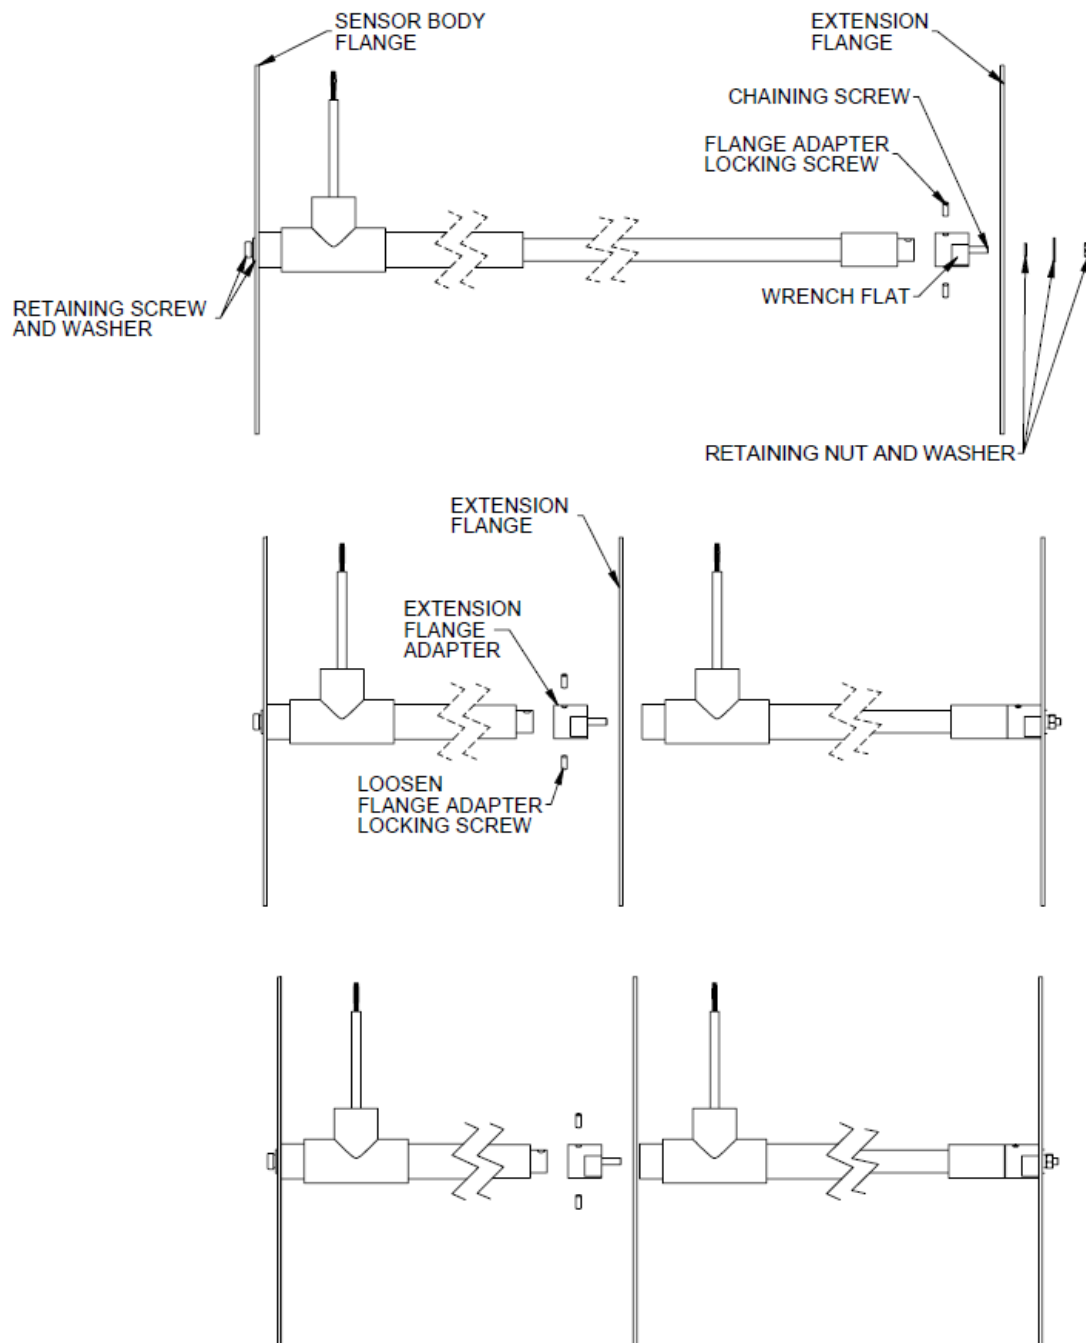 SENSOR BODY
FLANGE
EXTENSION
FLANGE
CHAINING SCREW
FLANGE ADAPTER
LOCKING SCREW
WRENCH FLAT
RETAINING SCREW
AND WASHER
RETAINING NUT AND WASHER
EXTENSION
FLANGE
EXTENSION
FLANGE
ADAPTER
LOOSEN
FLANGE ADAPTER
LOCKING SCREW